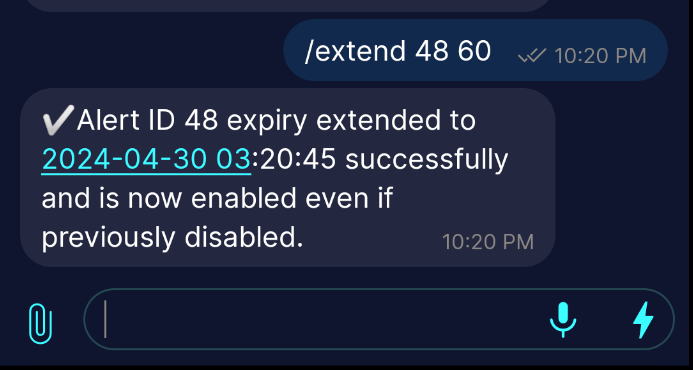 /extend 48 60 10:20 PM
✔Alert ID 48 expiry extended to
2024-04-30 03:20:45 successfully
and is now enabled even if
previously disabled. 10:20 PM